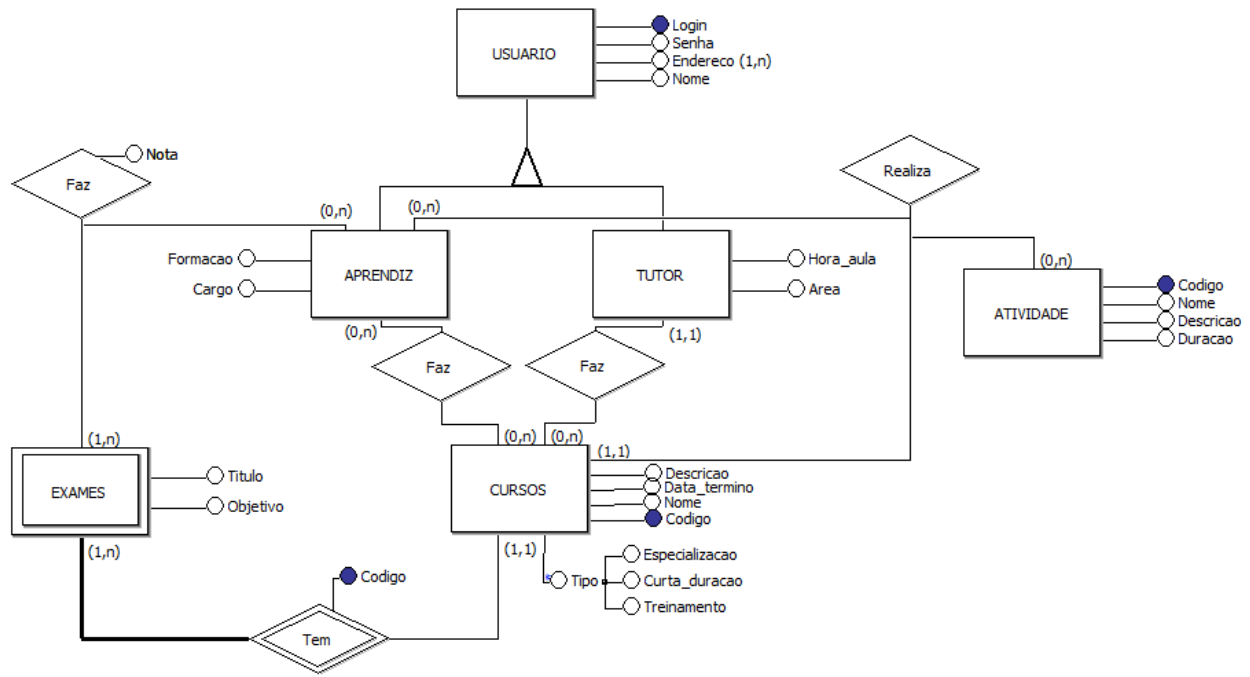 USUARIO
Login
Senha
Endereco (1,n)
Nome
Nota
Faz
Realiza
(0,n)
(0,n)
Formacao
Cargo
APRENDIZ
TUTOR
Hora_aula
Area
(0,n)
ATIVIDADE
Codigo
Nome
Descricao
Duracao
(0,n)
(1,1)
Faz
Faz
(1,n)
(0,n)
(0,n)
(1,1)
EXAMES
Titulo
Objetivo
CURSOS
Descricao
Data_termino
Nome
Codigo
(1,n)
(1,1)
Tipo
Especializacao
Curta_duracao
Treinamento
Codigo
Tem